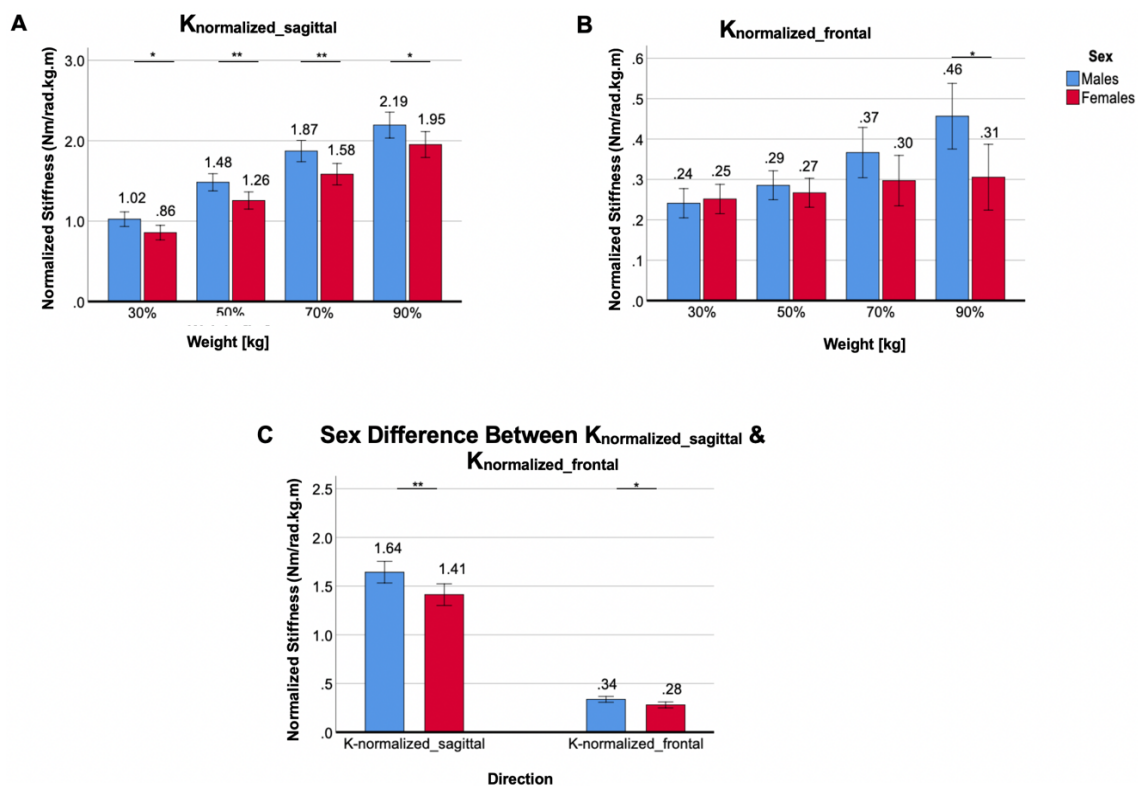 A
Knormalized_sagittal
Normalized Stiffness (Nm/rad.kg.m)
3.0
2.0
1.0
.0
*
**
**
*
1.02
.86
1.48
1.26
1.87
1.58
2.19
1.95
30%
50%
70%
90%
Weight [kg]
B
Knormalized_frontal
Normalized Stiffness (Nm/rad.kg.m)
.6
.5
.4
.3
.2
.1
.0
*
.24
.25
.29
.27
.37
.30
.46
.31
30%
50%
70%
90%
Weight [kg]
Sex
Males
Females
C
Sex Difference Between Knormalized_sagittal &
Knormalized_frontal
Normalized Stiffness (Nm/rad.kg.m)
2.5
2.0
1.5
1.0
.5
.0
**
*
1.64
1.41
.34
.28
K-normalized_sagittal
K-normalized_frontal
Direction